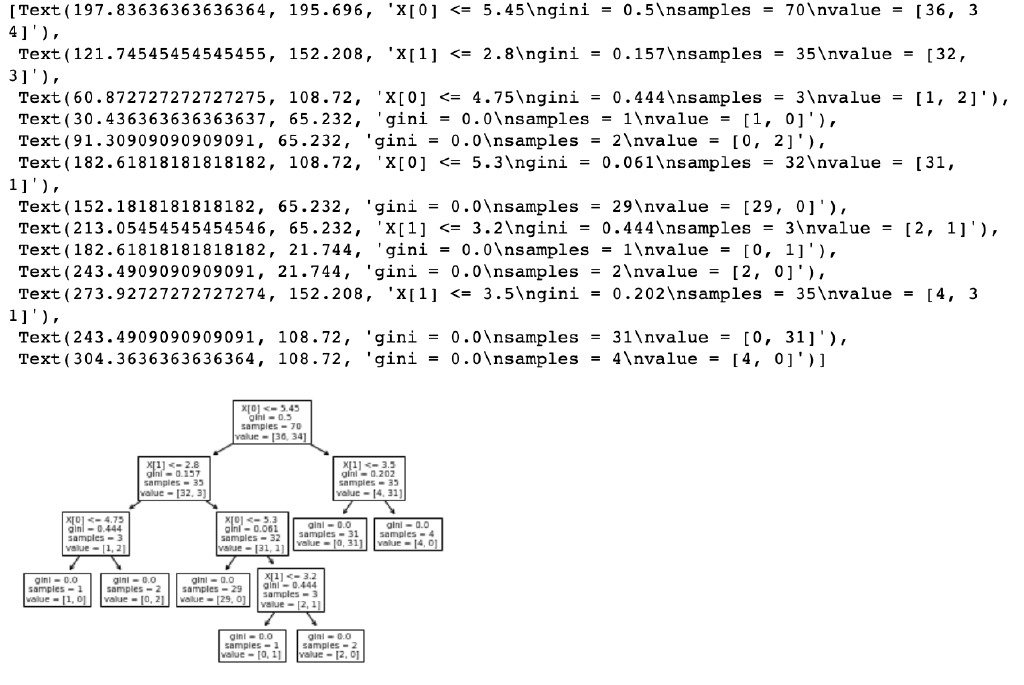 [Text(197.83636363636364, 195.696, 'X[0] <= 5.45\ngini = 0.5\nsamples = 70\nvalue = [36, 3
4]'),
Text(121.74545454545455, 152.208, 'X[1] <= 2.8\ngini = 0.157\nsamples = 35\nvalue = [32,
3]'),
Text(60.872727272727275, 108.72, 'X[0] <= 4.75\ngini = 0.444\nsamples = 3\nvalue = [1, 2]'),
Text(30.436363636363637, 65.232, 'gini = 0.0\nsamples = 1\nvalue = [1, 0]'),
Text(91.30909090909091, 65.232, 'gini = 0.0\nsamples = 2\nvalue = [0, 2]'),
Text(182.61818181818182, 108.72, 'X[0] <= 5.3\ngini = 0.061\nsamples = 32\nvalue = [31,
1]'),
Text(152.1818181818182, 65.232, 'gini = 0.0\nsamples = 29\nvalue = [29, 0]'),
Text(213.05454545454546, 65.232, 'X[1] <= 3.2\ngini = 0.444\nsamples = 3\nvalue = [2, 1]'),
Text(182.61818181818182, 21.744, 'gini = 0.0\nsamples = 1\nvalue = [0, 1]'),
Text(243.4909090909091, 21.744, 'gini = 0.0\nsamples = 2\nvalue = [2, 0]'),
Text(273.92727272727274, 152.208, 'X[1] <= 3.5\ngini = 0.202\nsamples = 35\nvalue = [4, 3
1]'),
Text(243.4909090909091, 108.72, 'gini = 0.0\nsamples = 31\nvalue = [0, 31]'),
Text(304.3636363636364, 108.72, 'gini = 0.0\nsamples = 4\nvalue = [4, 0]')]
X[0] <= 5.45
gini = 0.5
samples = 70
value = [36, 34]
X[1] <= 2.8
gini = 0.157
samples = 35
value = [32, 3]
X[1] <= 3.5
gini = 0.202
samples = 35
value = [4, 31]
X[0] <= 4.75
gini = 0.444
samples = 3
value = [1, 2]
X[0] <= 5.3
gini = 0.061
samples = 32
value = [31, 1]
gini = 0.0
samples = 31
value = [0, 31]
gini = 0.0
samples = 4
value = [4, 0]
gini = 0.0
samples = 1
value = [1, 0]
gini = 0.0
samples = 2
value = [0, 2]
gini = 0.0
samples = 29
value = [29, 0]
X[1] <= 3.2
gini = 0.444
samples = 3
value = [2, 1]
gini = 0.0
samples = 1
value = [0, 1]
gini = 0.0
samples = 2
value = [2, 0]